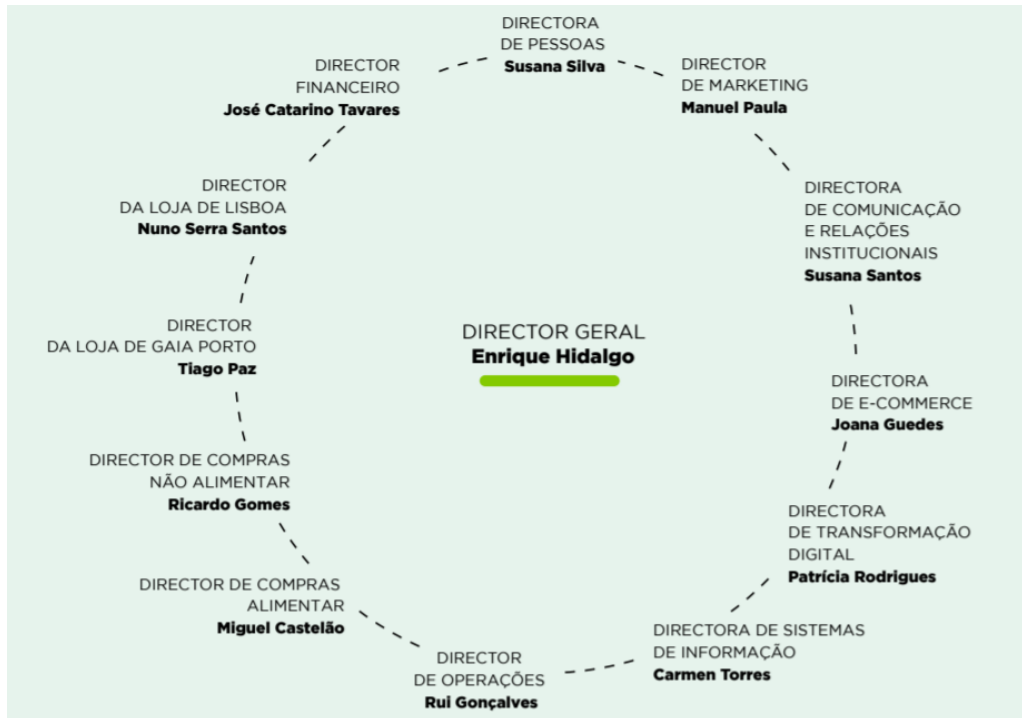 DIRECTORA
DE PESSOAS
Susana Silva
DIRECTOR
DE MARKETING
Manuel Paula
DIRECTORA
DE COMUNICAÇÃO
E RELAÇÕES
INSTITUCIONAIS
Susana Santos
DIRECTORA
DE E-COMMERCE
Joana Guedes
DIRECTORA
DE TRANSFORMAÇÃO
DIGITAL
Patrícia Rodrigues
DIRECTORA DE SISTEMAS
DE INFORMAÇÃO
Carmen Torres
DIRECTOR
DE OPERAÇÕES
Rui Gonçalves
DIRECTOR DE COMPRAS
ALIMENTAR
Miguel Castelão
DIRECTOR DE COMPRAS
NÃO ALIMENTAR
Ricardo Gomes
DIRECTOR
DA LOJA DE GAIA PORTO
Tiago Paz
DIRECTOR
DA LOJA DE LISBOA
Nuno Serra Santos
DIRECTOR
FINANCEIRO
José Catarino Tavares
DIRECTOR GERAL
Enrique Hidalgo